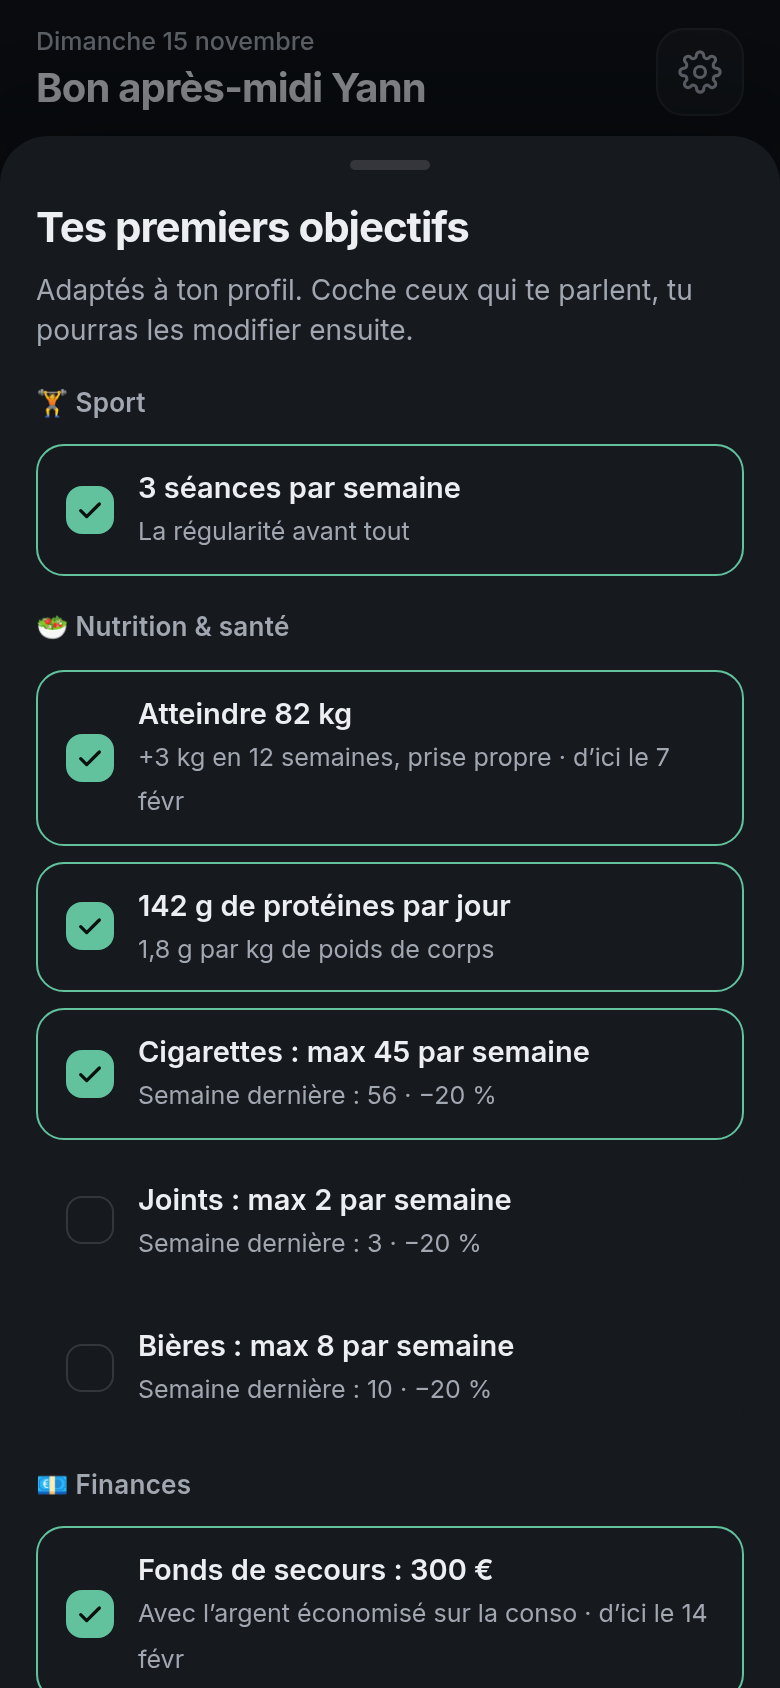 Dimanche 15 novembre
Bon après-midi Yann
Tes premiers objectifs
Adaptés à ton profil. Coche ceux qui te parlent, tu
pourras les modifier ensuite.
🏋️ Sport
3 séances par semaine
La régularité avant tout
🥗 Nutrition & santé
Atteindre 82 kg
+3 kg en 12 semaines, prise propre · d’ici le 7
févr
142 g de protéines par jour
1,8 g par kg de poids de corps
Cigarettes : max 45 par semaine
Semaine dernière : 56 · −20 %
Joints : max 2 par semaine
Semaine dernière : 3 · −20 %
Bières : max 8 par semaine
Semaine dernière : 10 · −20 %
💶 Finances
Fonds de secours : 300 €
Avec l’argent économisé sur la conso · d’ici le 14
févr